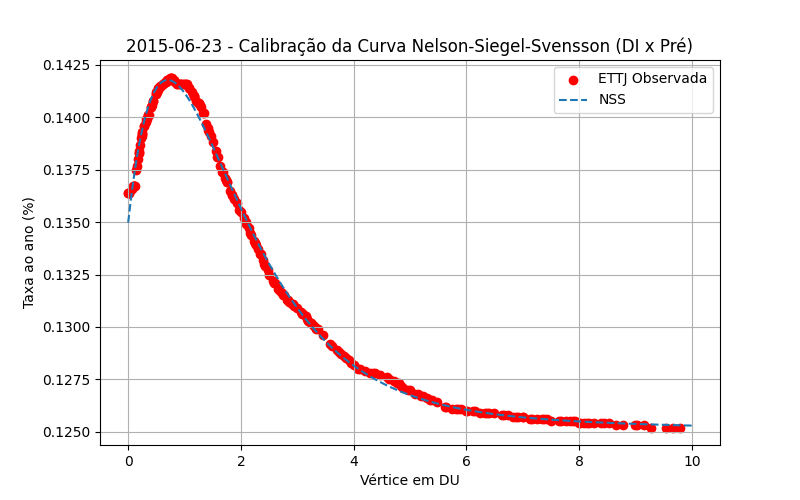 2015-06-23 - Calibração da Curva Nelson-Siegel-Svensson (DI x Pré)
ETTJ Observada
NSS
Taxa ao ano (%)
0.1425
0.1400
0.1375
0.1350
0.1325
0.1300
0.1275
0.1250
0 2 4 6 8 10
Vértice em DU